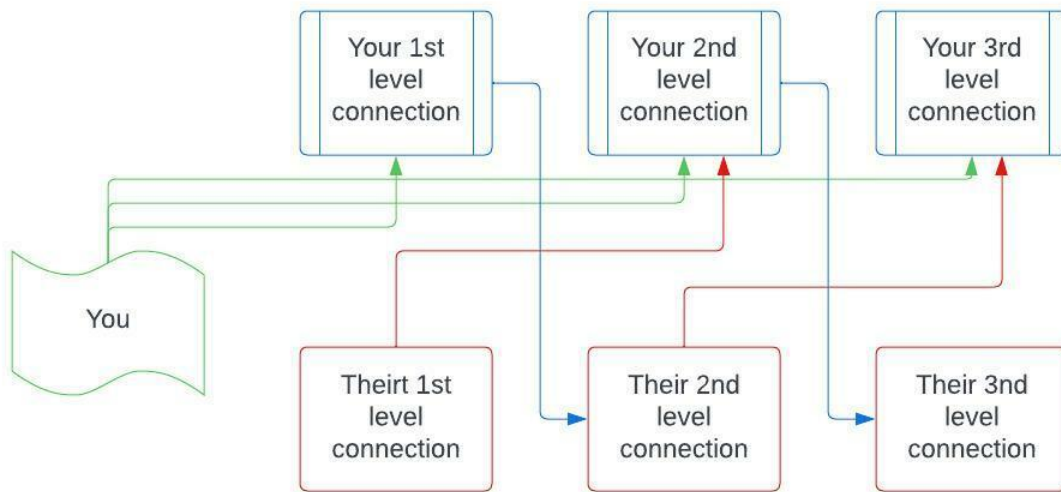 Your 1st
level
connection
Your 2nd
level
connection
Your 3rd
level
connection
You
Theirt 1st
level
connection
Their 2nd
level
connection
Their 3nd
level
connection